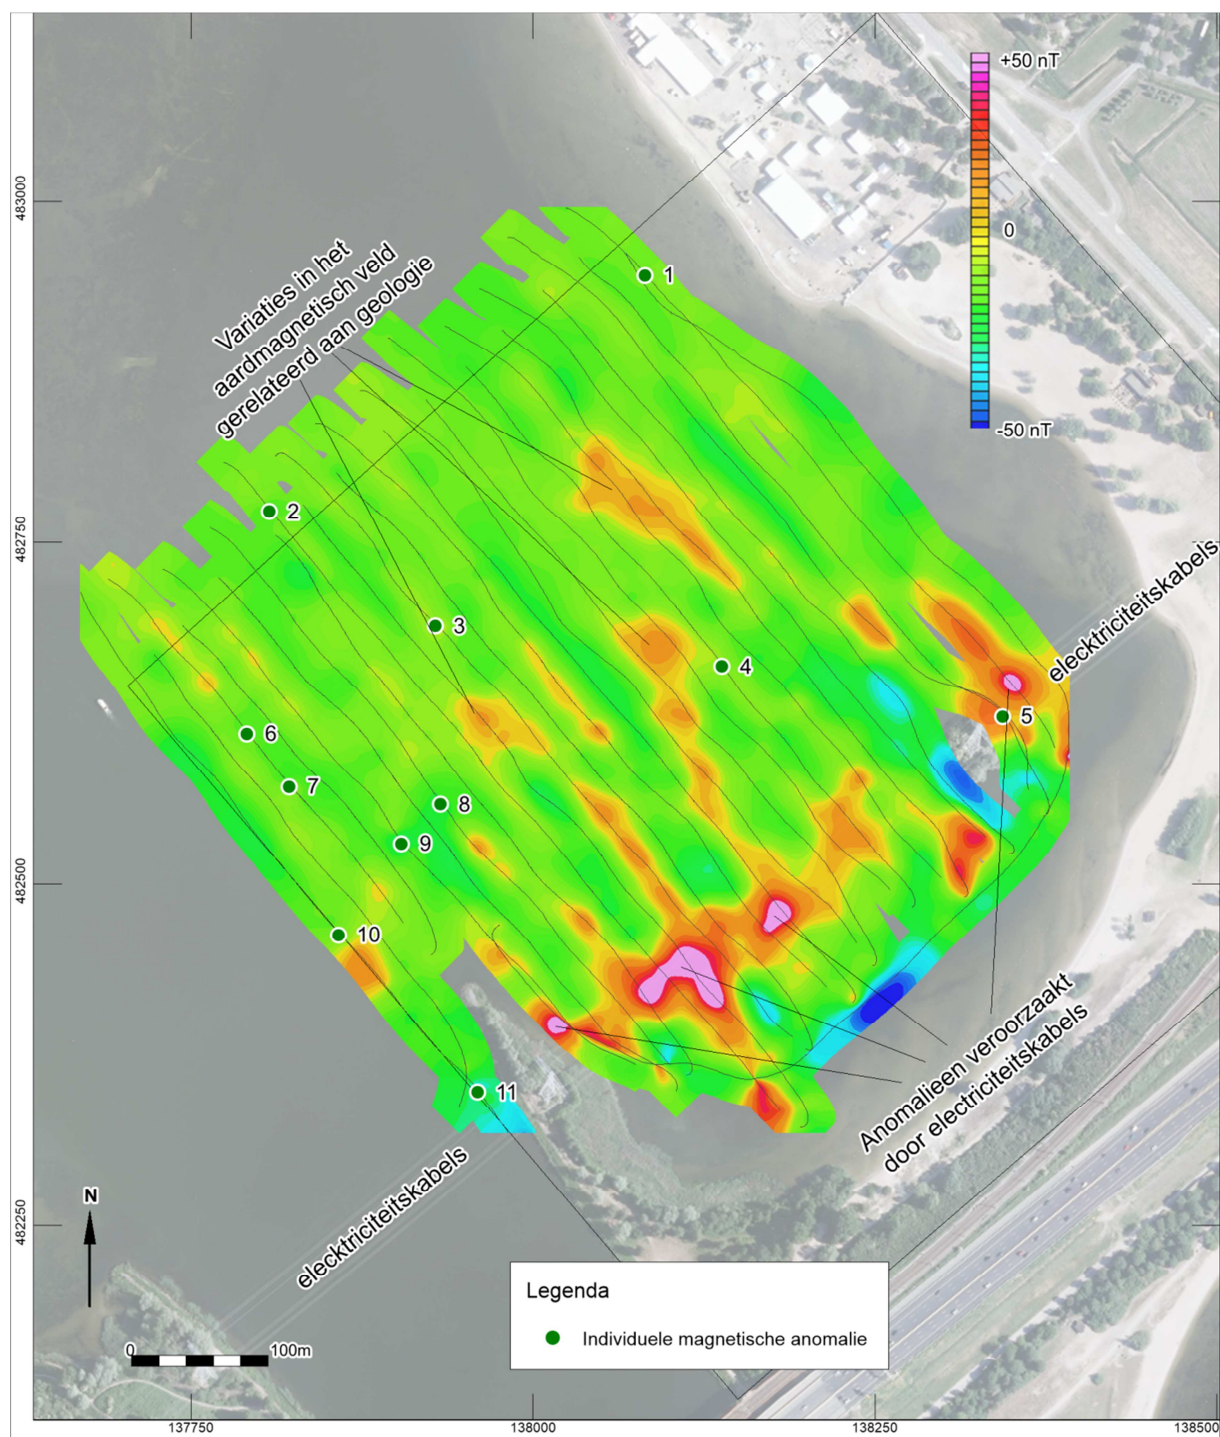 +50 nT
0
-50 nT
483000
482750
482500
482250
Variaties in het
aardmagnetisch veld
gerelateerd aan geologie
1
2
3
4
5
6
7
8
9
10
11
elecktriciteitskabels
Anomalieen veroorzaakt
door electriciteitskabels
elecktriciteitskabels
N
0 100m
Legenda
Individuele magnetische anomalie
137750 138000 138250 138500